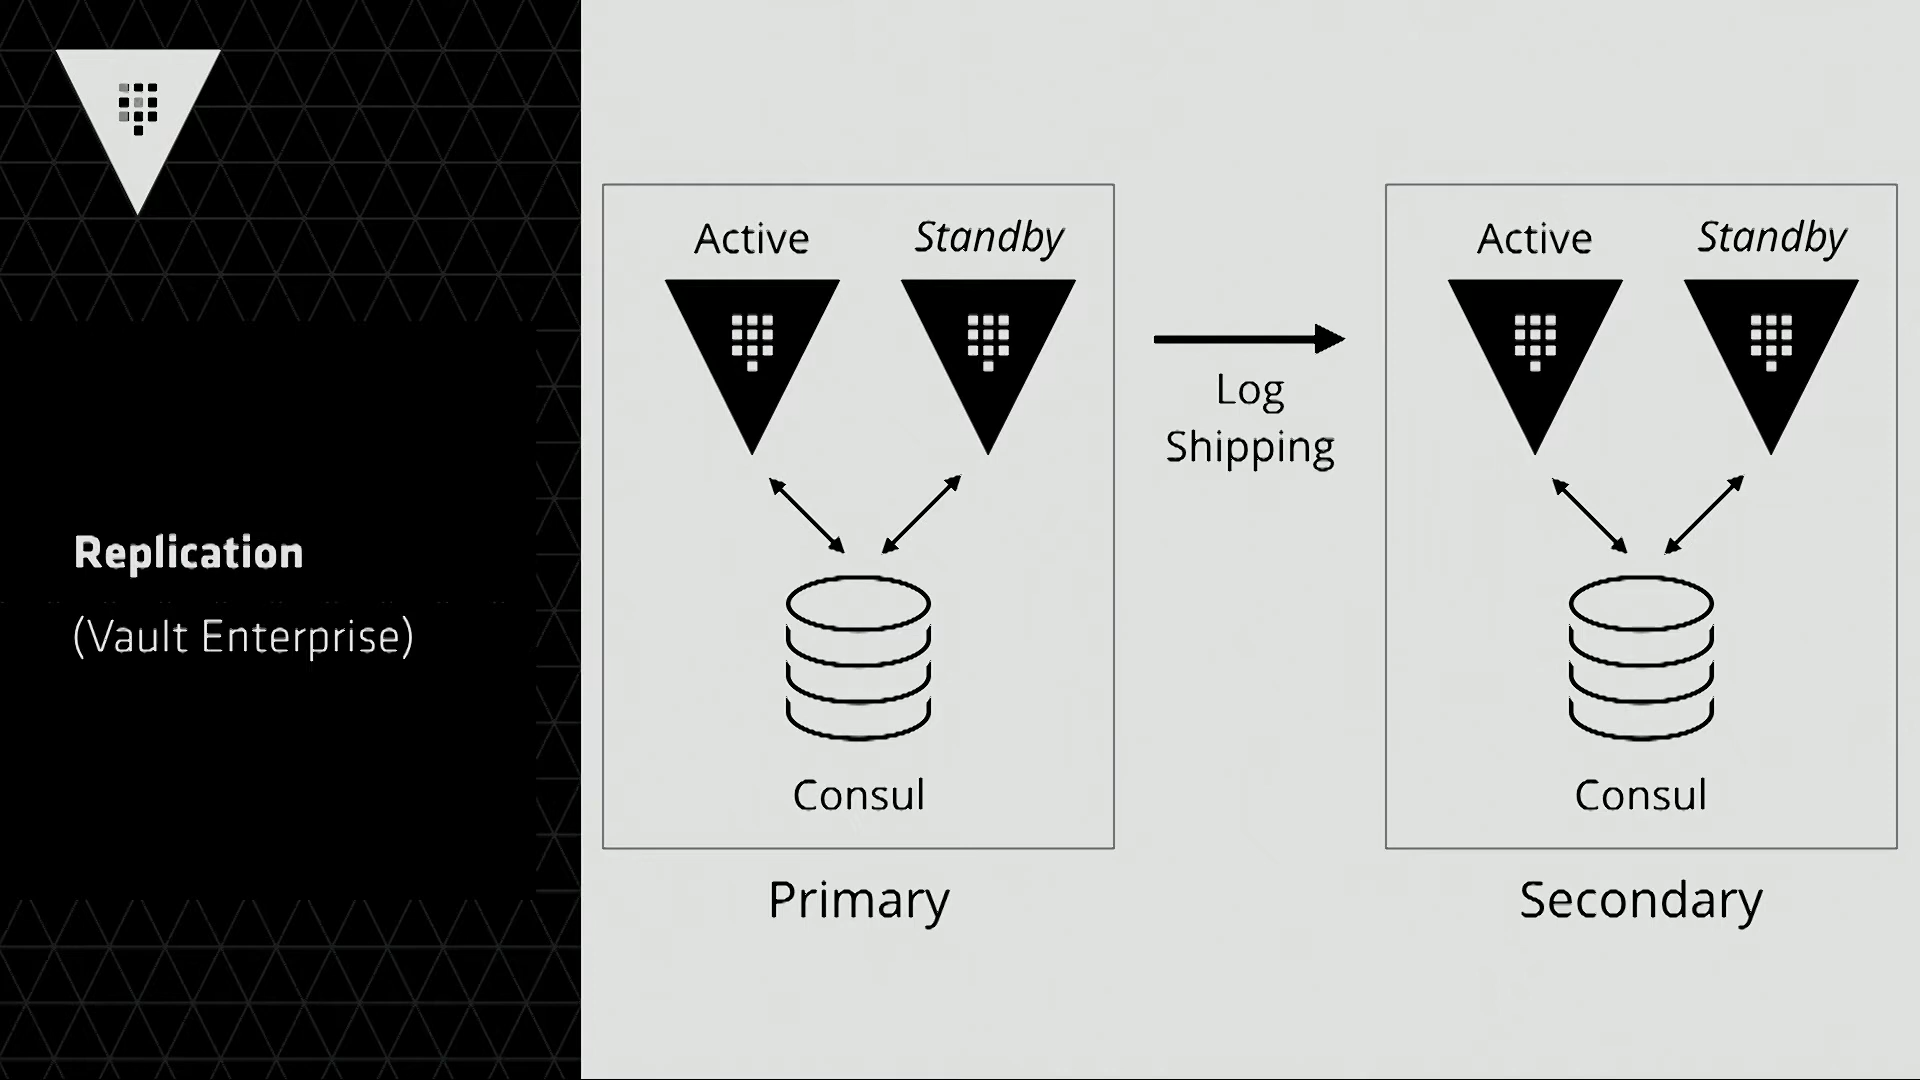 Replication
(Vault Enterprise)
Active
Standby
Consul
Primary
Log
Shipping
Active
Standby
Consul
Secondary